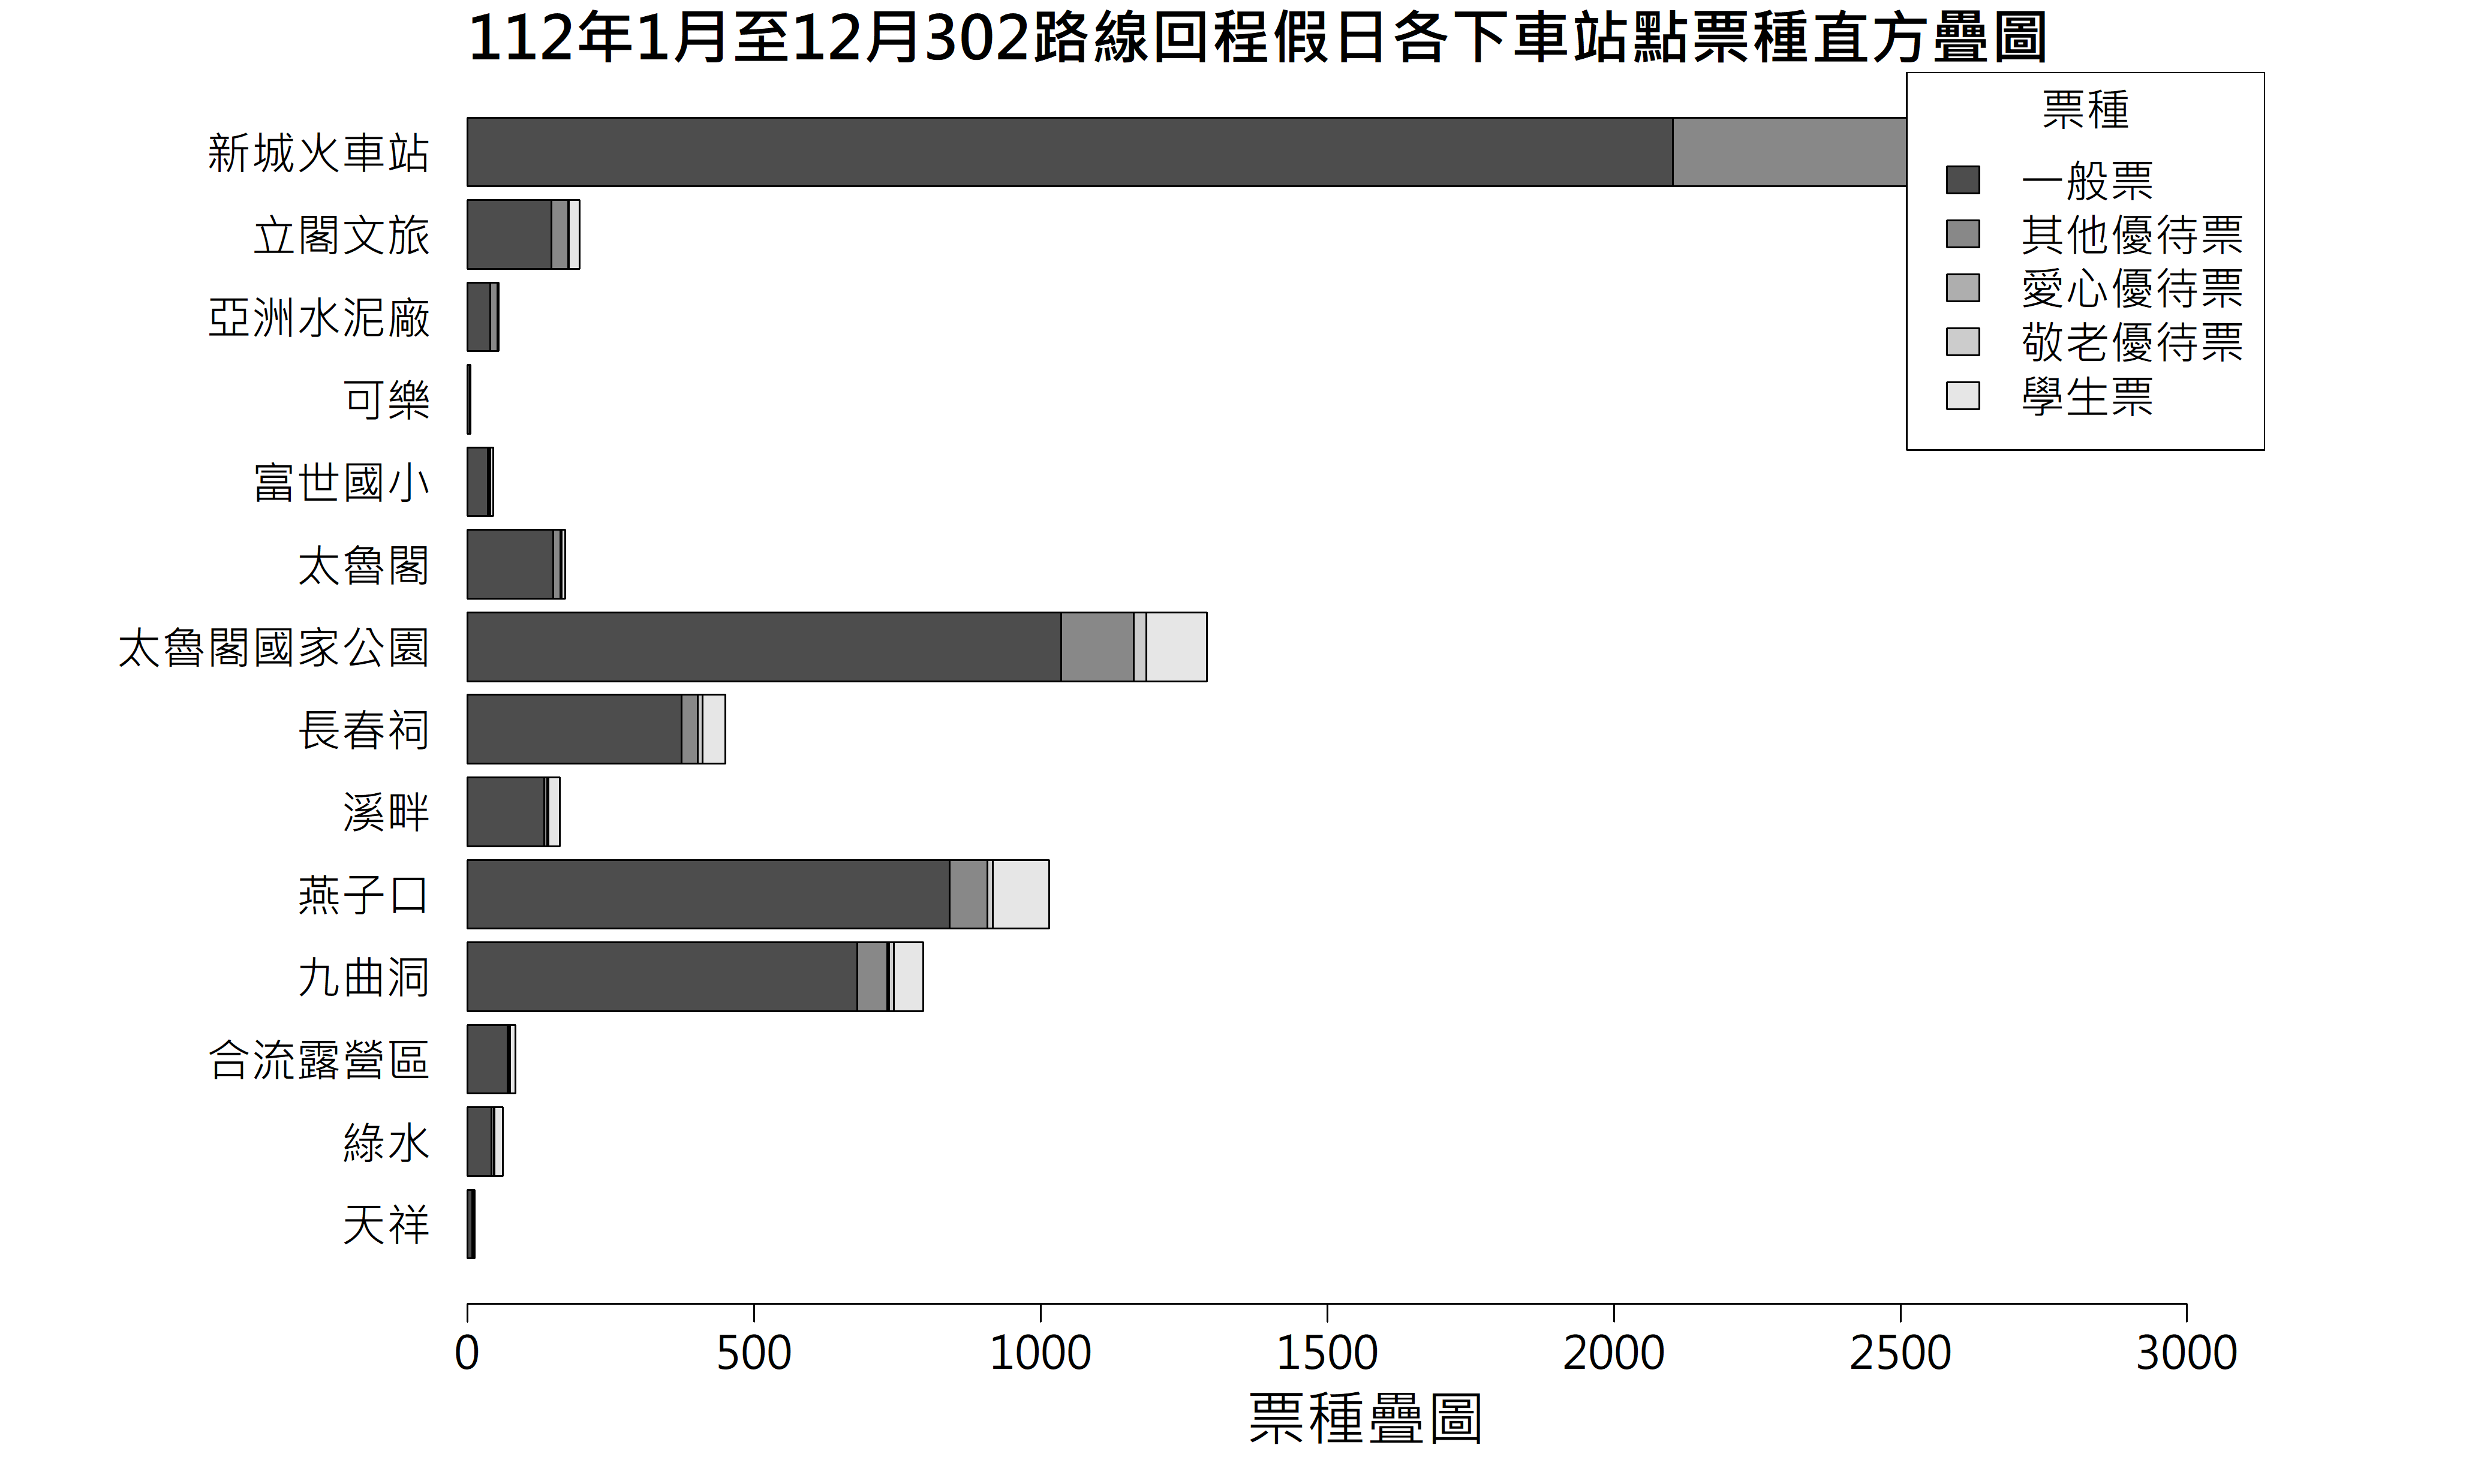 112年1月至12月302路線回程假日各下車站點票種直方疊圖
票種
一般票
其他優待票
愛心優待票
敬老優待票
學生票
新城火車站
立閣文旅
亞洲水泥廠
可樂
富世國小
太魯閣
太魯閣國家公園
長春祠
溪畔
燕子口
九曲洞
合流露營區
綠水
天祥
0 500 1000 1500 2000 2500 3000
票種疊圖